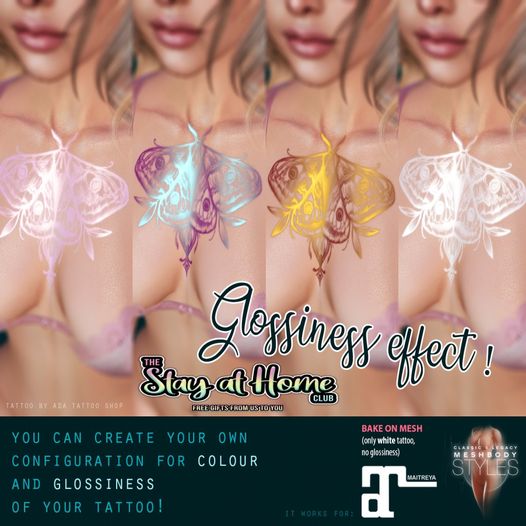 Glossiness effect!
THE
Stay at Home
CLUB
FREE GIFTS FROM US TO YOU
TATTOO BY ADA TATTOO SHOP
YOU CAN CREATE YOUR OWN
CONFIGURATION FOR COLOUR
AND GLOSSINESS
OF YOUR TATTOO!
BAKE ON MESH
(only white tattoo,
no glossiness)
IT WORKS FOR:
MAITREYA
CLASSIC & LEGACY
MESHBODY
STYLES